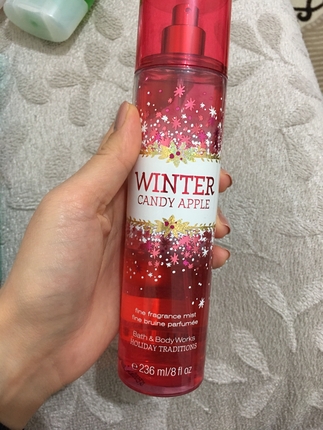 WINTER
CANDY APPLE
fine fragrance mist
fine bruine parfumée
Bath & Body Works
HOLIDAY TRADITIONS
℮ 236 ml/8 fl oz